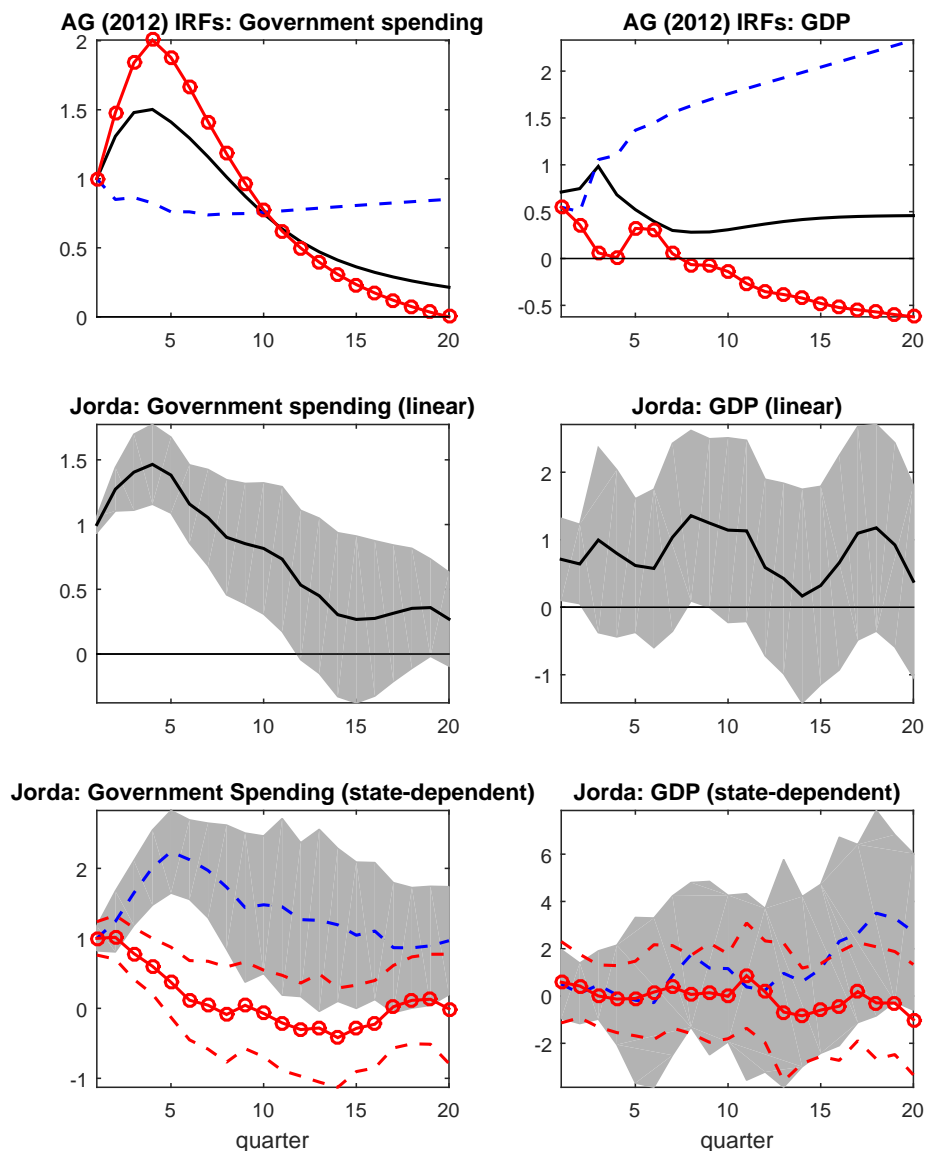 AG (2012) IRFs: Government spending
2
1.5
1
0.5
0
5 10 15 20
AG (2012) IRFs: GDP
2
1.5
1
0.5
0
-0.5
5 10 15 20
Jorda: Government spending (linear)
1.5
1
0.5
0
5 10 15 20
Jorda: GDP (linear)
2
1
0
-1
5 10 15 20
Jorda: Government Spending (state-dependent)
2
1
0
-1
5 10 15 20
quarter
Jorda: GDP (state-dependent)
6
4
2
0
-2
5 10 15 20
quarter